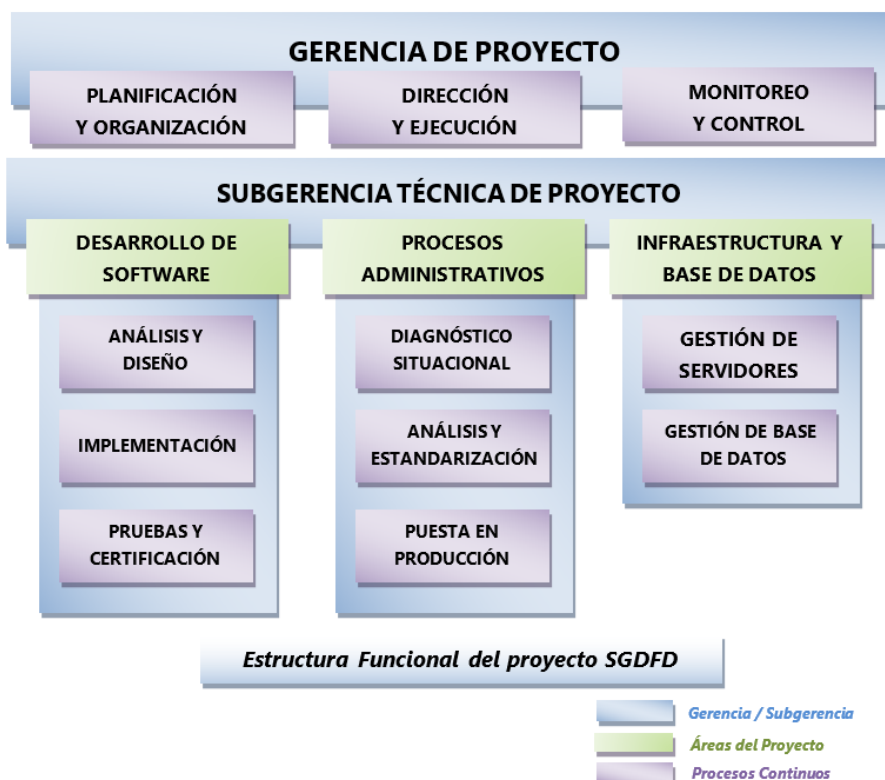 GERENCIA DE PROYECTO
PLANIFICACIÓN
Y ORGANIZACIÓN
DIRECCIÓN
Y EJECUCIÓN
MONITOREO
Y CONTROL
SUBGERENCIA TÉCNICA DE PROYECTO
DESARROLLO DE
SOFTWARE
ANÁLISIS Y
DISEÑO
IMPLEMENTACIÓN
PRUEBAS Y
CERTIFICACIÓN
PROCESOS
ADMINISTRATIVOS
DIAGNÓSTICO
SITUACIONAL
ANÁLISIS Y
ESTANDARIZACIÓN
PUESTA EN
PRODUCCIÓN
INFRAESTRUCTURA Y
BASE DE DATOS
GESTIÓN DE
SERVIDORES
GESTIÓN DE BASE
DE DATOS
Estructura Funcional del proyecto SGDFD
Gerencia / Subgerencia
Áreas del Proyecto
Procesos Continuos